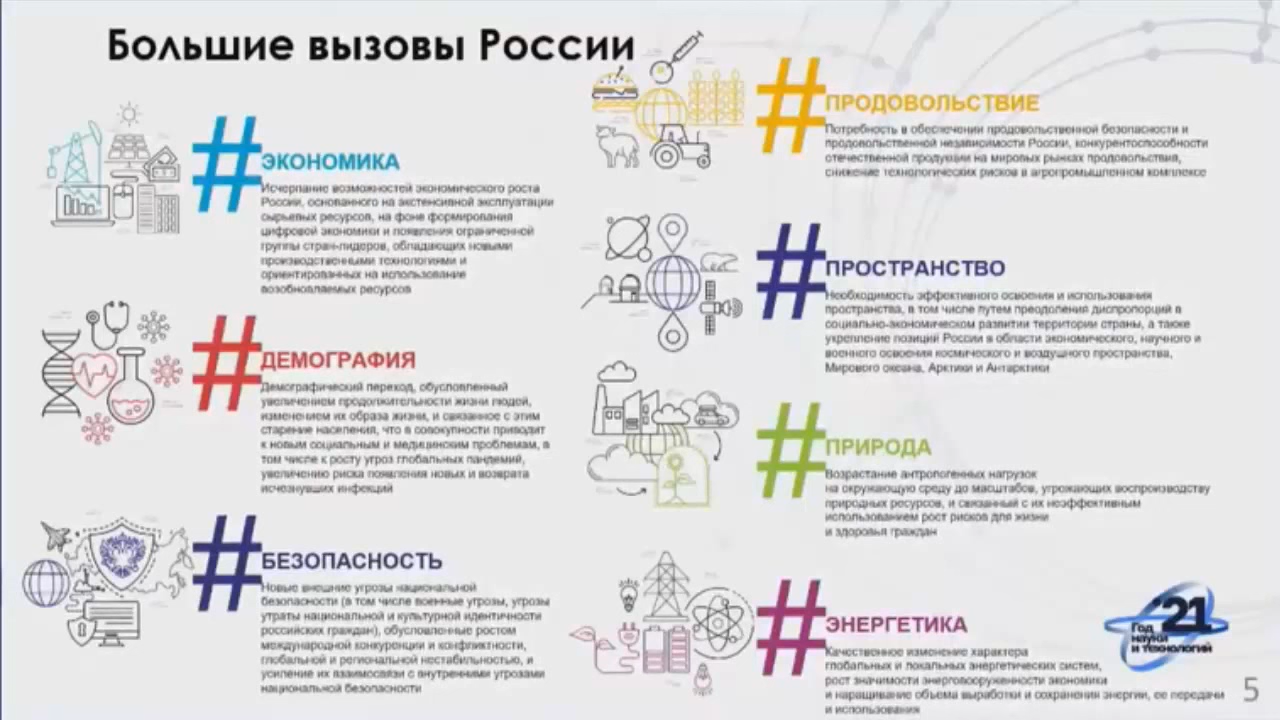 Большие вызовы России
#ЭКОНОМИКА
Исчерпание возможностей экономического роста
России, основанного на экстенсивной эксплуатации
сырьевых ресурсов, на фоне формирования
цифровой экономики и появления ограниченной
группы стран-лидеров, обладающих новыми
производственными технологиями и
ориентированных на использование
возобновляемых ресурсов
#ДЕМОГРАФИЯ
Демографический переход, обусловленный
увеличением продолжительности жизни людей,
изменением их образа жизни, и связанное с этим
старение населения, что в совокупности приводит
к новым социальным и медицинским проблемам, в
том числе к росту угроз глобальных пандемий,
увеличению риска появления новых и возврата
исчезнувших инфекций
#БЕЗОПАСНОСТЬ
Новые внешние угрозы национальной
безопасности (в том числе военные угрозы, угрозы
утраты национальной и культурной идентичности
российских граждан), обусловленные ростом
международной конкуренции и конфликтности,
глобальной и региональной нестабильностью, и
усиление их взаимосвязи с внутренними угрозами
национальной безопасности
#ПРОДОВОЛЬСТВИЕ
Потребность в обеспечении продовольственной безопасности и
продовольственной независимости России, конкурентоспособности
отечественной продукции на мировых рынках продовольствия,
снижение технологических рисков в агропромышленном комплексе
#ПРОСТРАНСТВО
Необходимость эффективного освоения и использования
пространства, в том числе путем преодоления диспропорций в
социально-экономическом развитии территории страны, а также
укрепление позиций России в области экономического, научного и
военного освоения космического и воздушного пространства,
Мирового океана, Арктики и Антарктики
#ПРИРОДА
Возрастание антропогенных нагрузок
на окружающую среду до масштабов, угрожающих воспроизводству
природных ресурсов, и связанный с их неэффективным
использованием рост рисков для жизни
и здоровья граждан
#ЭНЕРГЕТИКА
Качественное изменение характера
глобальных и локальных энергетических систем,
рост значимости энерговооруженности экономики
и наращивание объема выработки и сохранения энергии, ее передачи
и использования
'21
Год
науки
и технологий
5